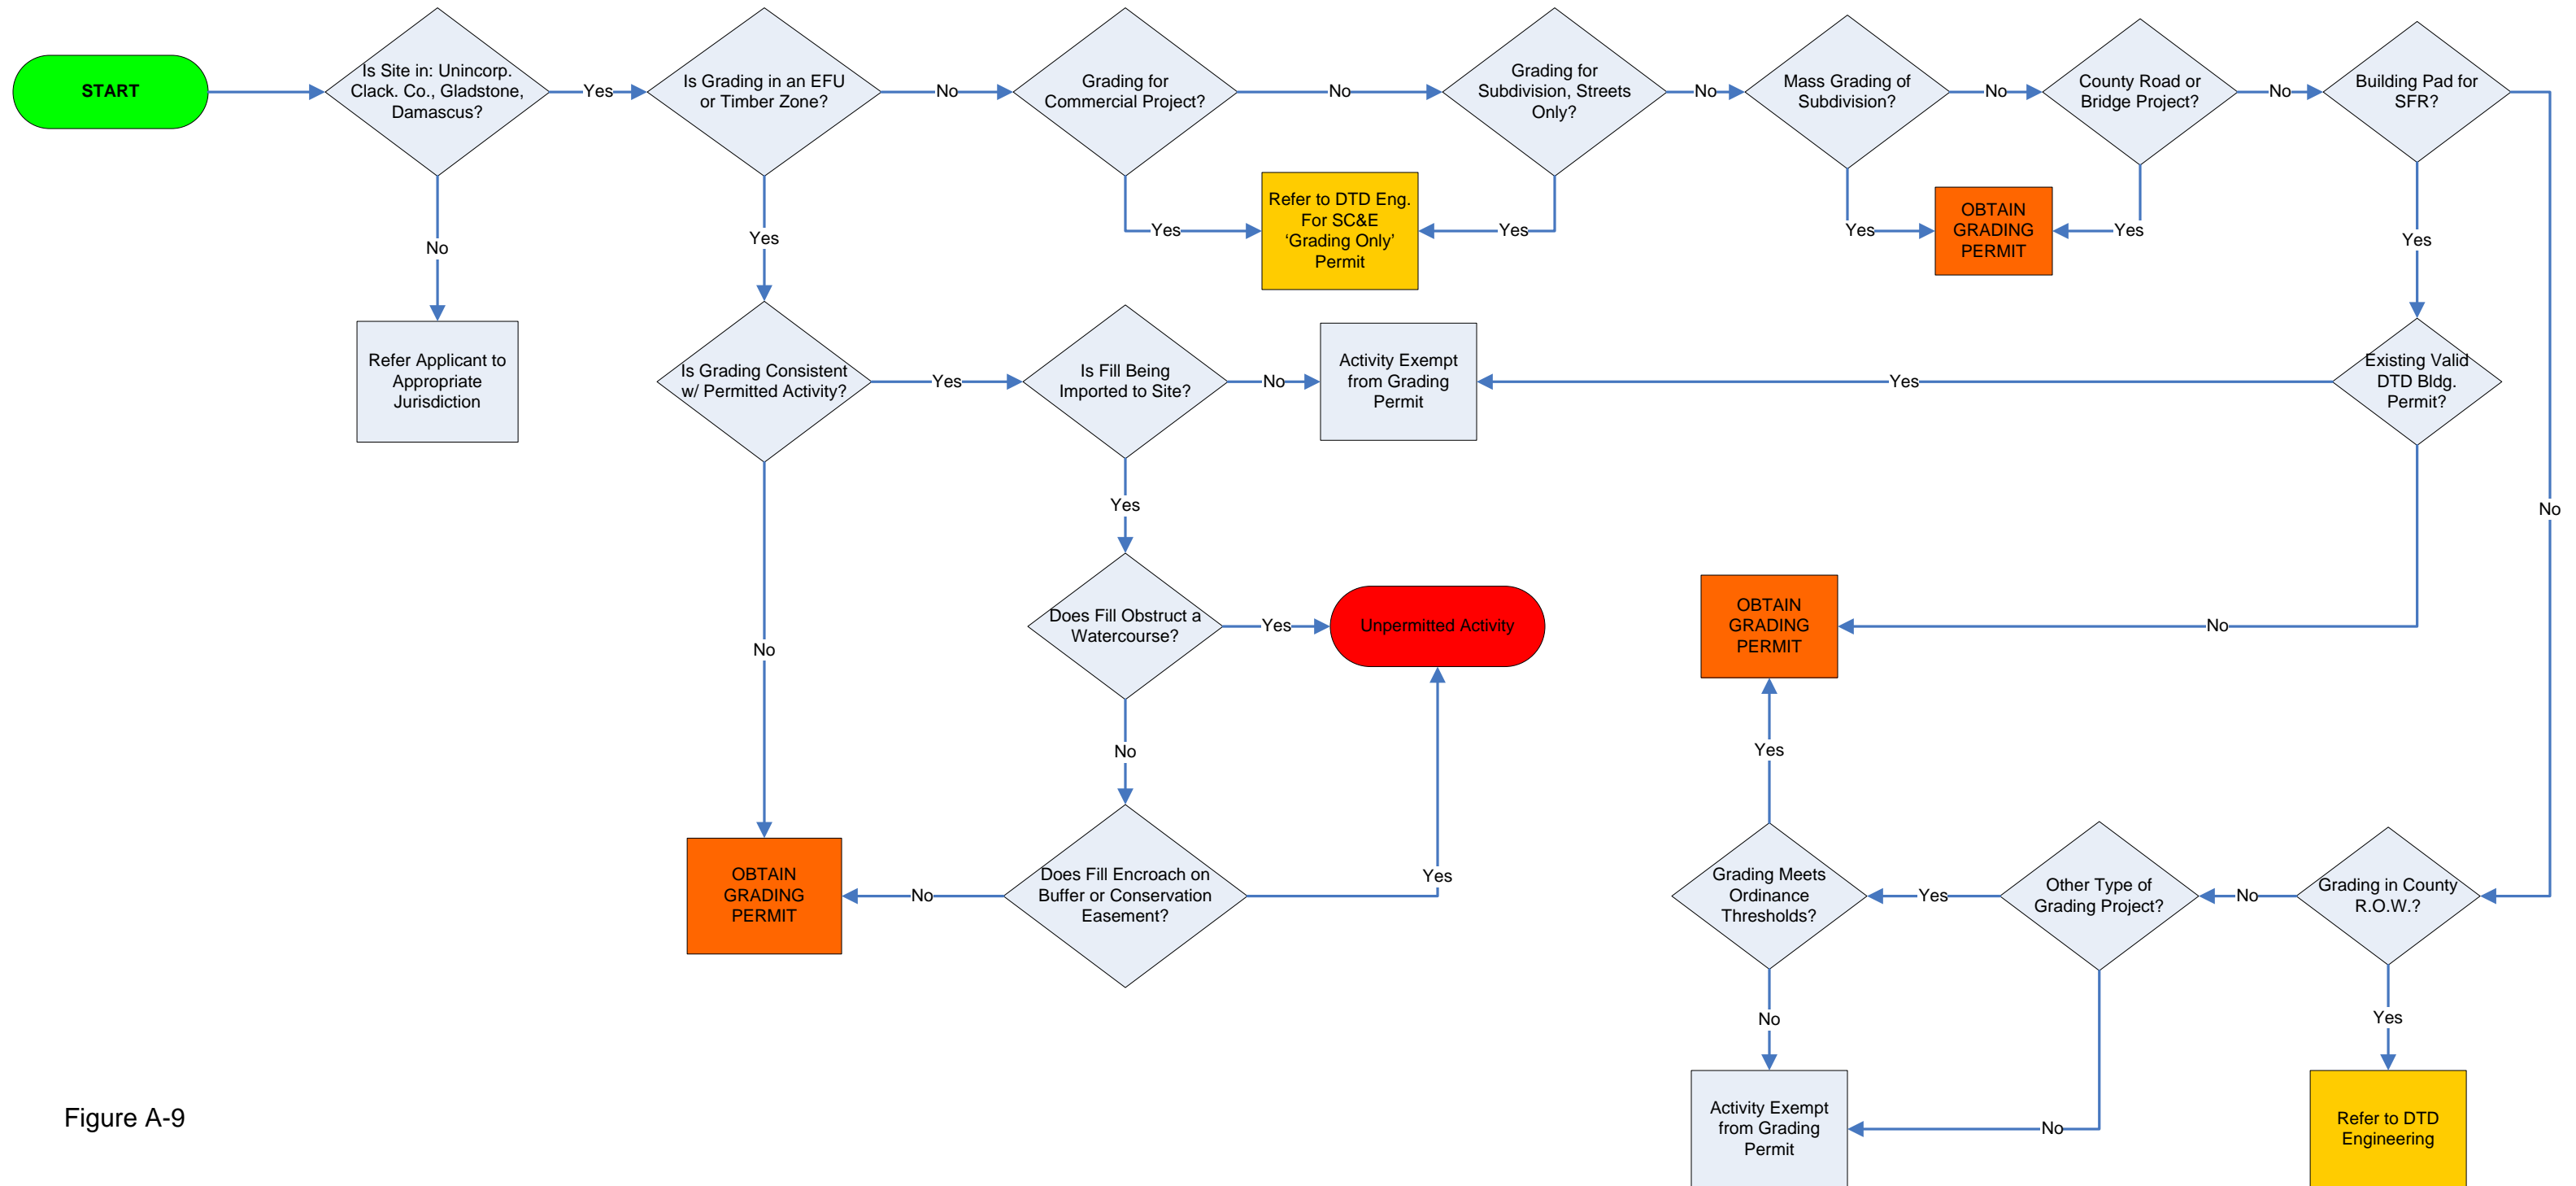 START
Is Site in: Unincorp.
Clack. Co., Gladstone,
Damascus?
Yes
Is Grading in an EFU
or Timber Zone?
No
Grading for
Commercial Project?
No
Grading for
Subdivision, Streets
Only?
No
Mass Grading of
Subdivision?
No
County Road or
Bridge Project?
No
Building Pad for
SFR?
No
Yes
Yes
Refer to DTD Eng.
For SC&E
‘Grading Only’
Permit
Yes
Yes
OBTAIN
GRADING
PERMIT
Yes
Yes
No
Refer Applicant to
Appropriate
Jurisdiction
Is Grading Consistent
w/ Permitted Activity?
Yes
Is Fill Being
Imported to Site?
No
Activity Exempt
from Grading
Permit
Yes
Existing Valid
DTD Bldg.
Permit?
Yes
No
Does Fill Obstruct a
Watercourse?
Yes
Unpermitted Activity
OBTAIN
GRADING
PERMIT
No
No
Yes
Yes
OBTAIN
GRADING
PERMIT
No
Does Fill Encroach on
Buffer or Conservation
Easement?
Grading Meets
Ordinance
Thresholds?
Yes
Other Type of
Grading Project?
No
Grading in County
R.O.W.?
No
Yes
Activity Exempt
from Grading
Permit
No
Refer to DTD
Engineering
Figure A-9